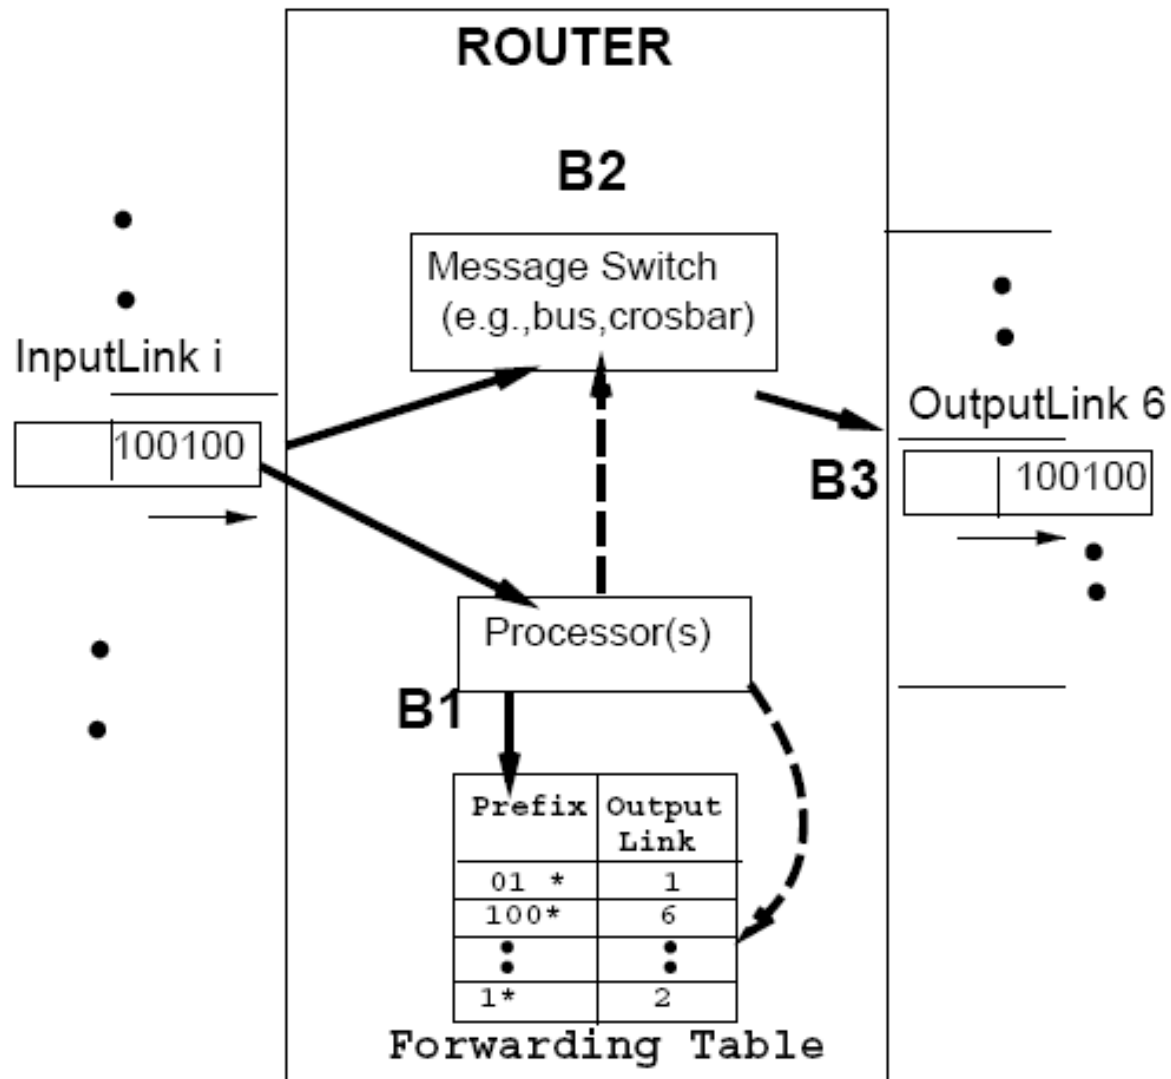 ROUTER
B2
Message Switch
(e.g.,bus,crosbar)
InputLink i
100100
OutputLink 6
B3
100100
Processor(s)
B1
Prefix Output
Link
01 * 1
100* 6
1* 2
Forwarding Table